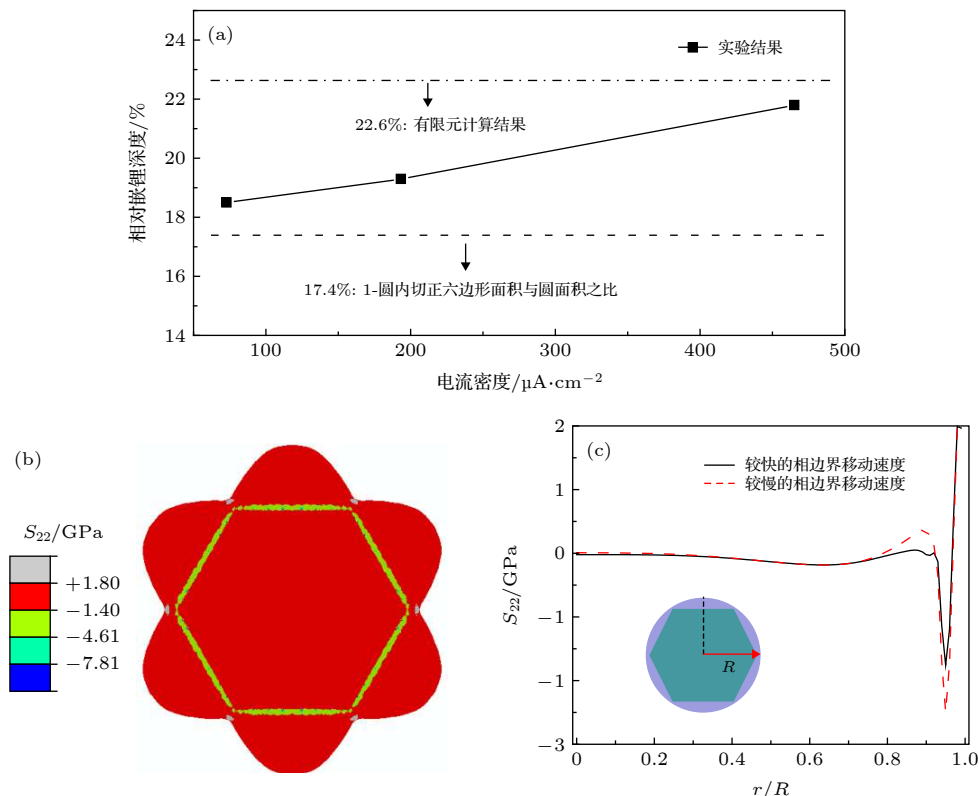 (a)
24
22
20
18
16
14
相对嵌锂深度/%
实验结果
22.6%: 有限元计算结果
17.4%: 1-圆内切正六边形面积与圆面积之比
100
200
300
400
500
电流密度/µA·cm−2
(b)
S22/GPa
+1.80
−1.40
−4.61
−7.81
(c)
较快的相边界移动速度
较慢的相边界移动速度
2
1
0
−1
−1
−3
S22/GPa
R
0
0.2
0.4
0.6
0.8
1.0
r/R